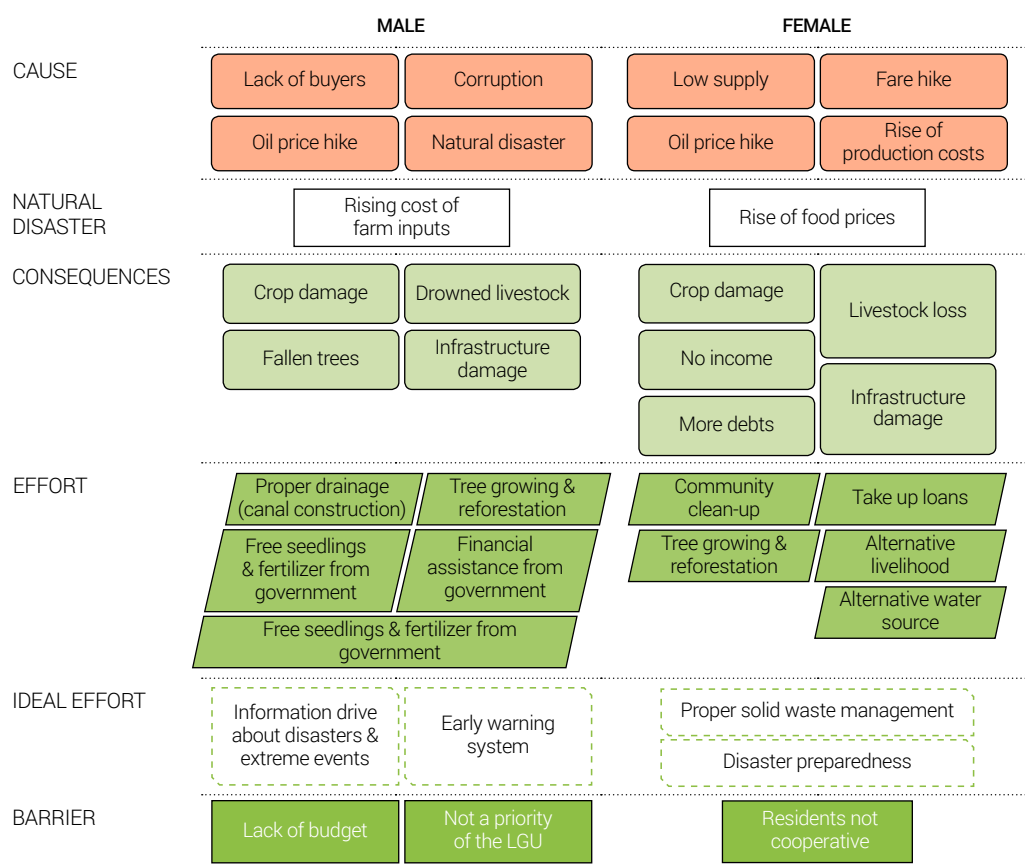 MALE
FEMALE
CAUSE
Lack of buyers
Corruption
Low supply
Fare hike
Oil price hike
Natural disaster
Oil price hike
Rise of
production costs
NATURAL
DISASTER
Rising cost of
farm inputs
Rise of food prices
CONSEQUENCES
Crop damage
Drowned livestock
Crop damage
Livestock loss
Fallen trees
Infrastructure
damage
No income
More debts
Infrastructure
damage
EFFORT
Proper drainage
(canal construction)
Tree growing &
reforestation
Community
clean-up
Take up loans
Free seedlings
& fertilizer from
government
Financial
assistance from
government
Tree growing &
reforestation
Alternative
livelihood
Free seedlings & fertilizer from
government
Alternative water
source
IDEAL EFFORT
Information drive
about disasters &
extreme events
Early warning
system
Proper solid waste management
Disaster preparedness
BARRIER
Lack of budget
Not a priority
of the LGU
Residents not
cooperative